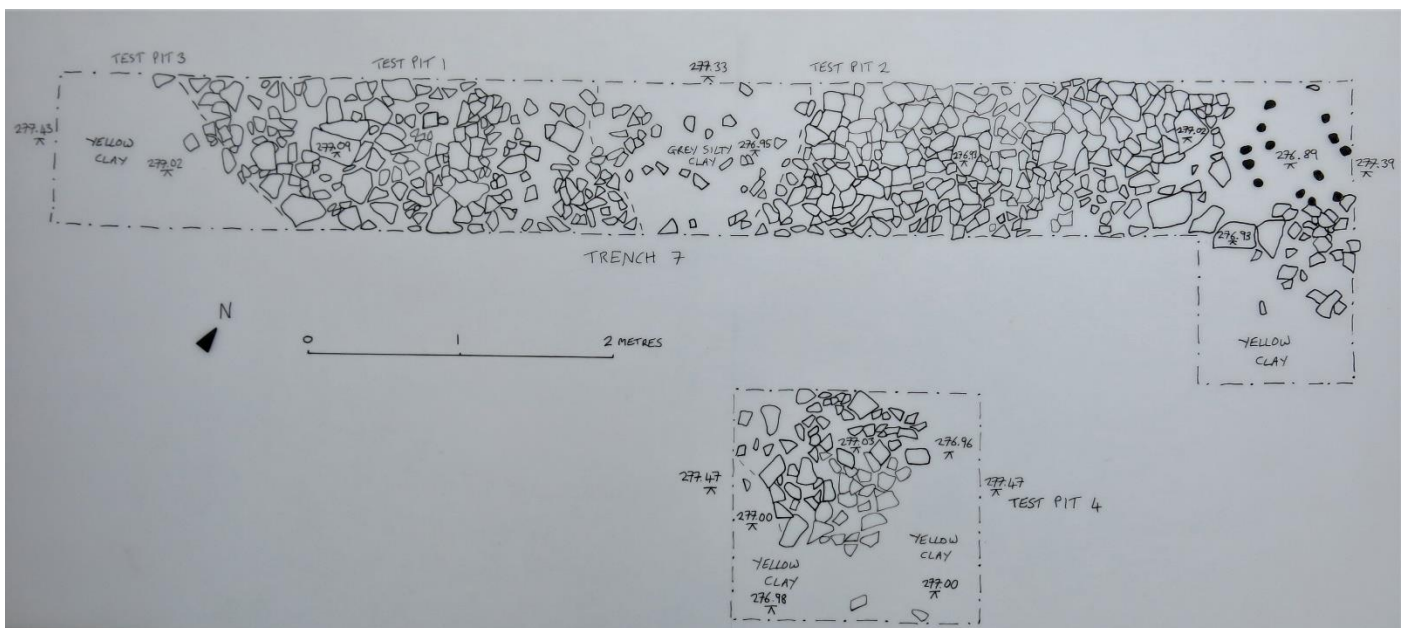 TEST PIT 3
TEST PIT 1
277.33
TEST PIT 2
277.43
YELLOW
CLAY
277.02
277.09
GREY SILTY
CLAY
276.95
276.93
277.02
276.89
277.39
276.93
TRENCH 7
N
0 1 2 METRES
YELLOW
CLAY
277.03
276.96
277.47
277.47
TEST PIT 4
277.00
YELLOW
CLAY
YELLOW
CLAY
276.98
277.00